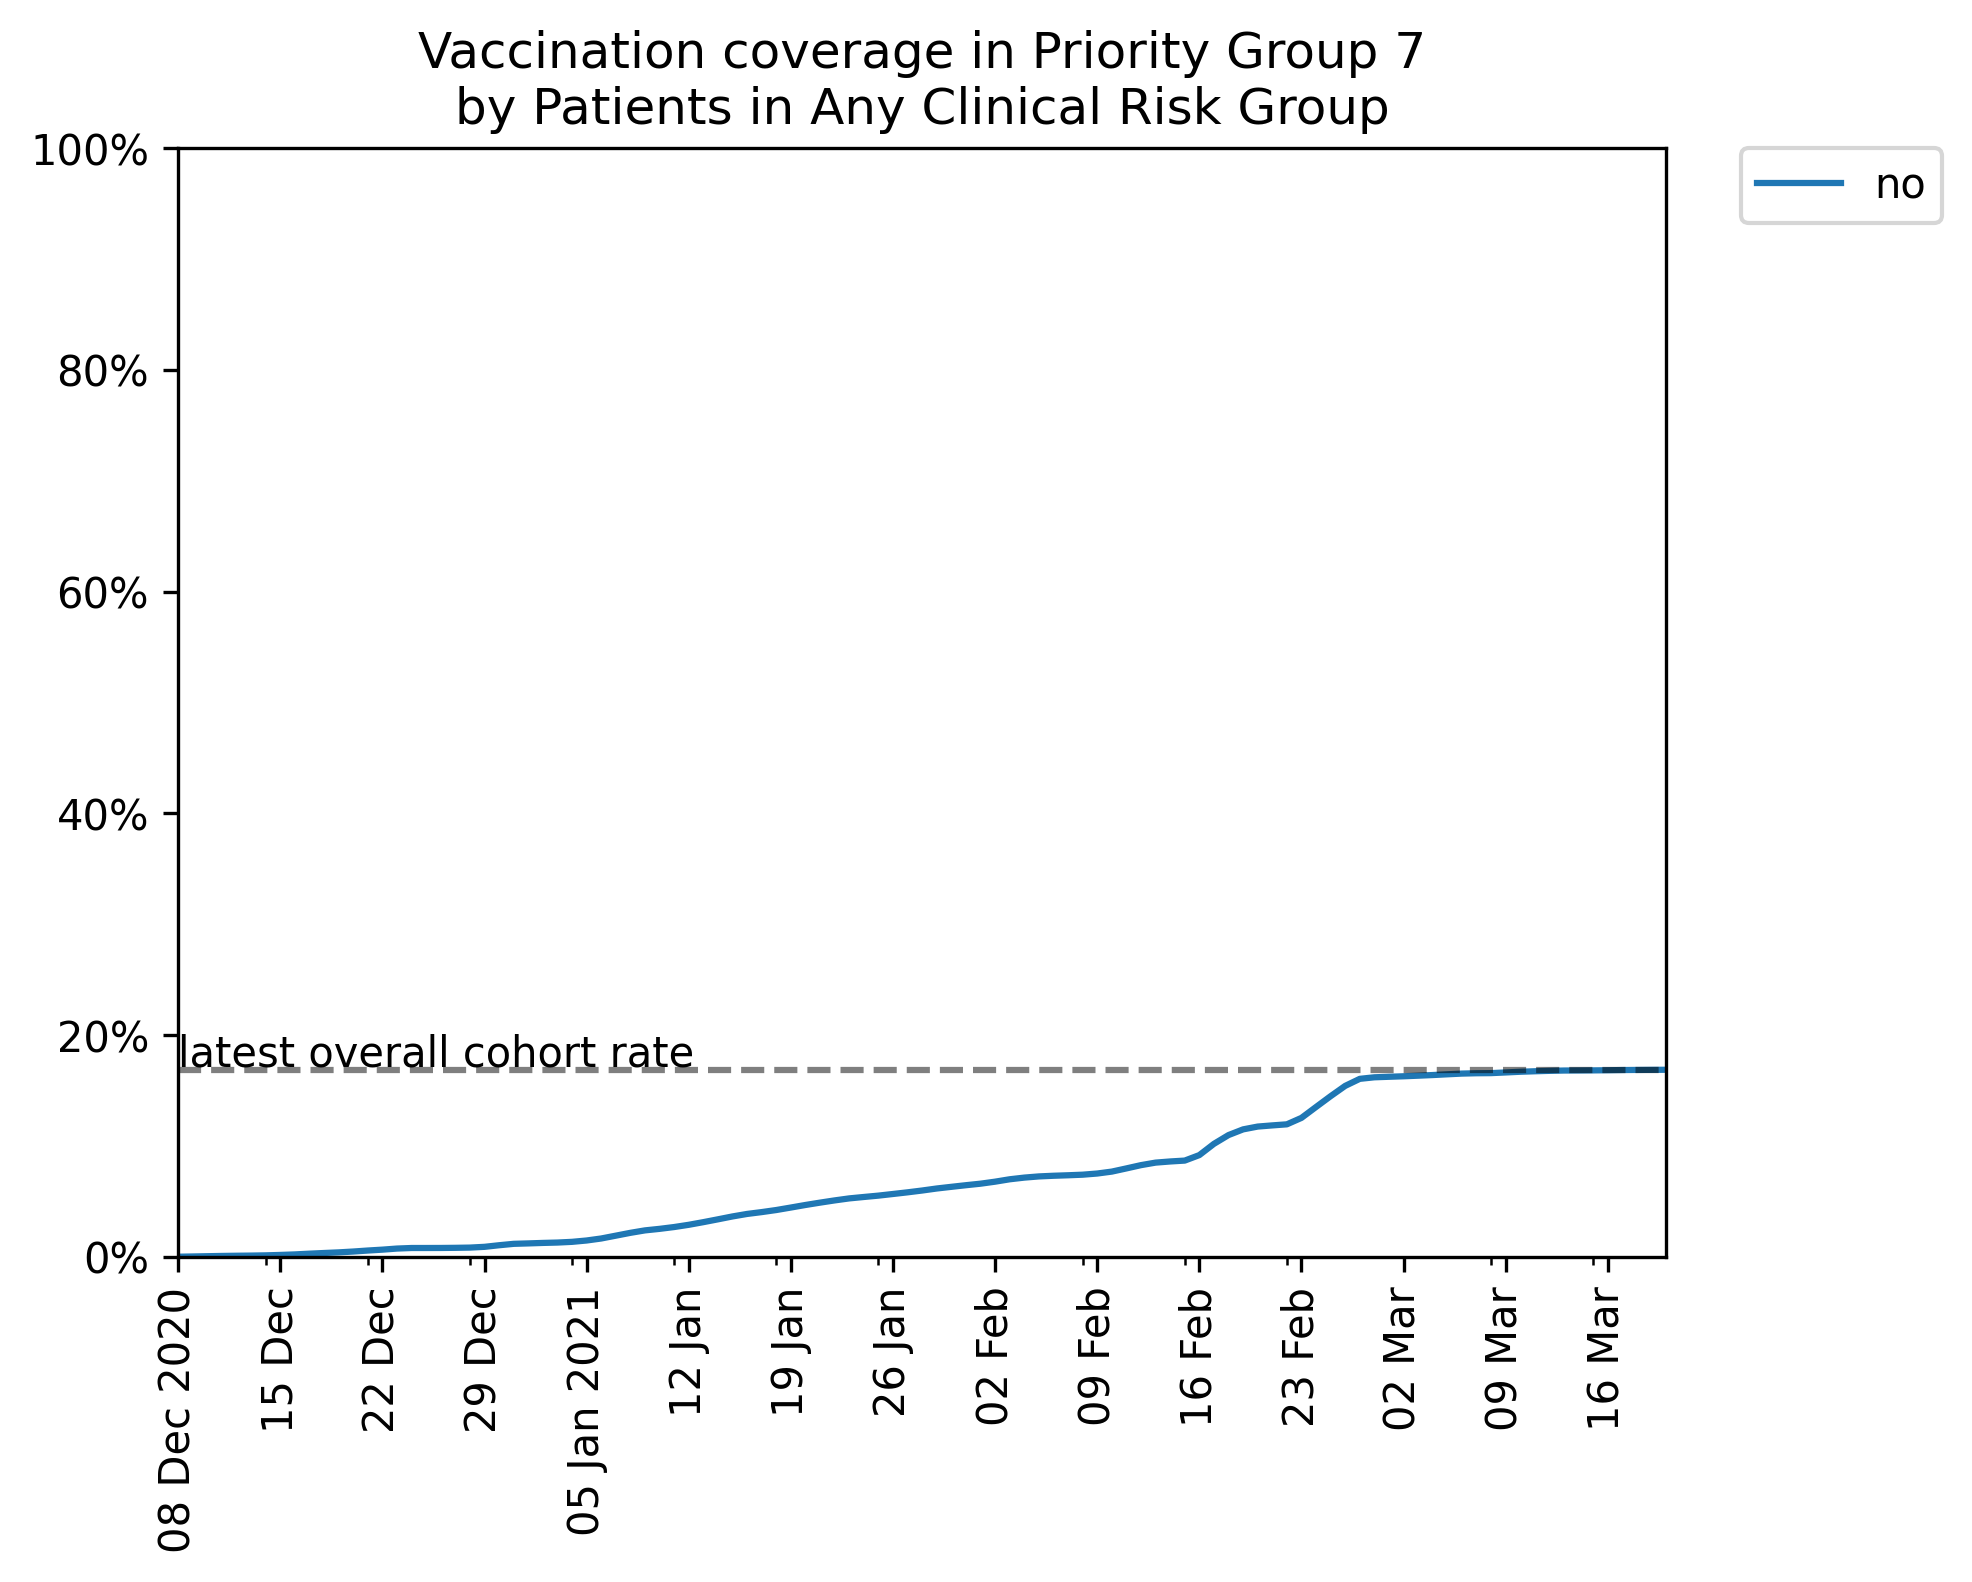 Vaccination coverage in Priority Group 7
by Patients in Any Clinical Risk Group
100%
80%
60%
40%
20%
0%
latest overall cohort rate
no
08 Dec 2020
15 Dec
22 Dec
29 Dec
05 Jan 2021
12 Jan
19 Jan
26 Jan
02 Feb
09 Feb
16 Feb
23 Feb
02 Mar
09 Mar
16 Mar